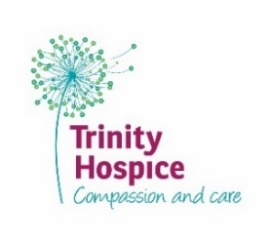 Trinity
Hospice
Compassion and care